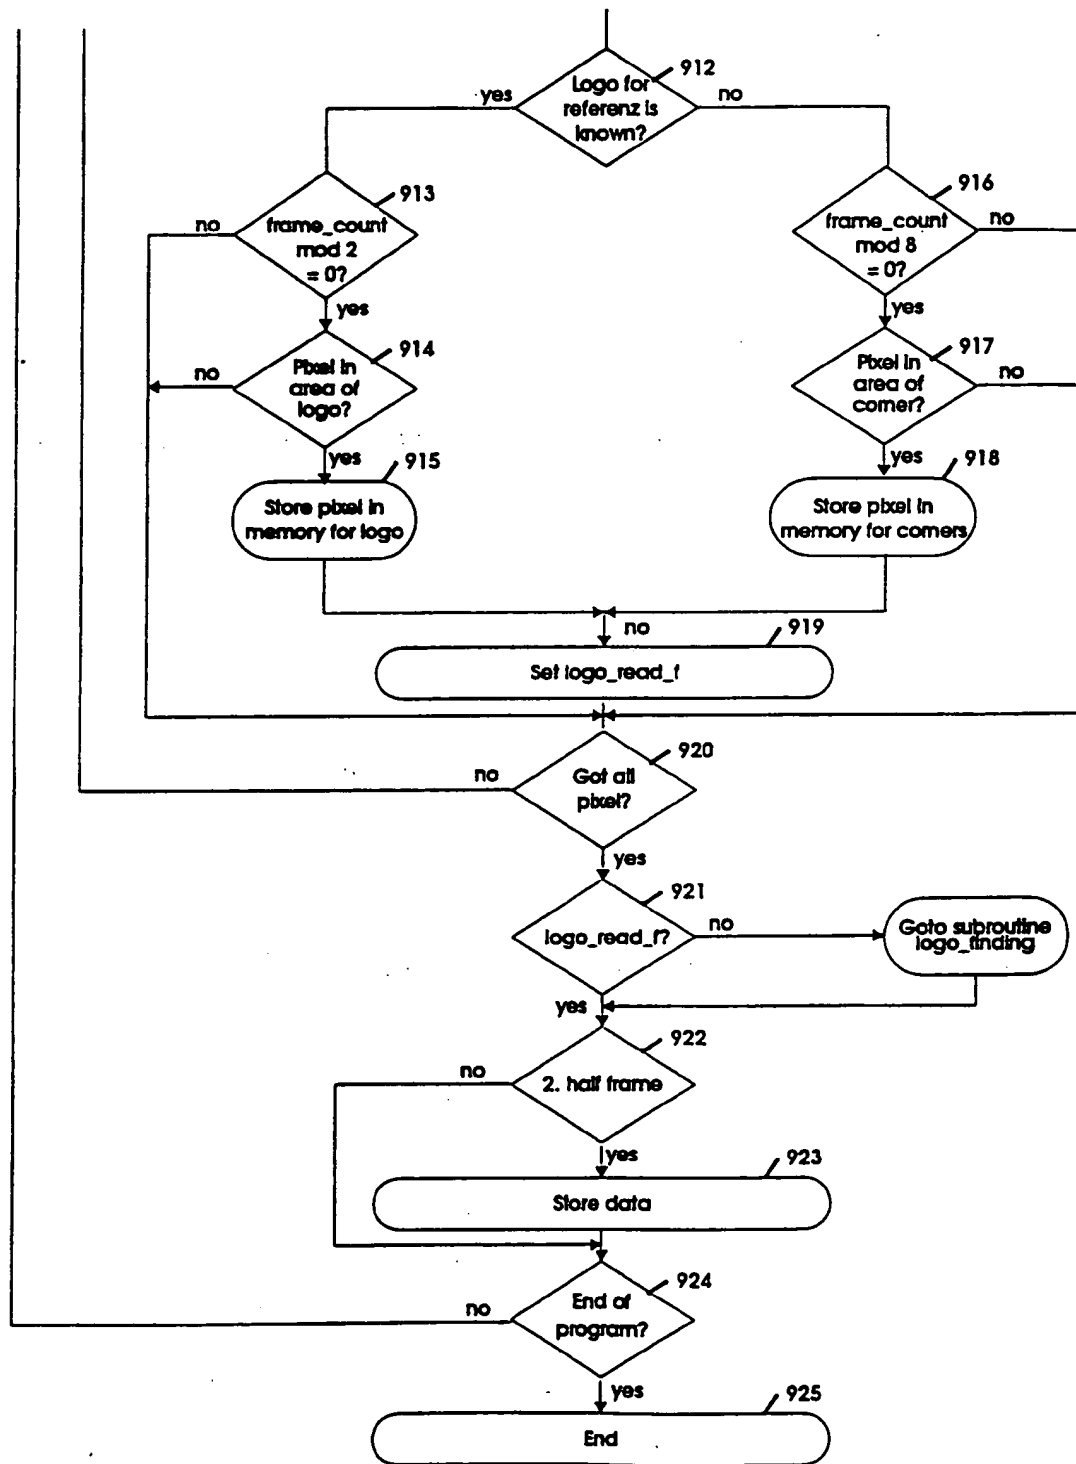 912
Logo for
referenz is
known?
yes
no
913
frame_count
mod 2
= 0?
no
yes
916
frame_count
mod 8
= 0?
no
yes
914
Pixel in
area of
logo?
no
yes
917
Pixel in
area of
corner?
no
yes
915
Store pixel in
memory for logo
918
Store pixel in
memory for corners
no
919
Set logo_read_f
920
Got all
pixel?
no
yes
921
logo_read_f?
no
Goto subroutine
logo_finding
yes
922
2. half frame
no
yes
923
Store data
924
End of
program?
no
yes
925
End